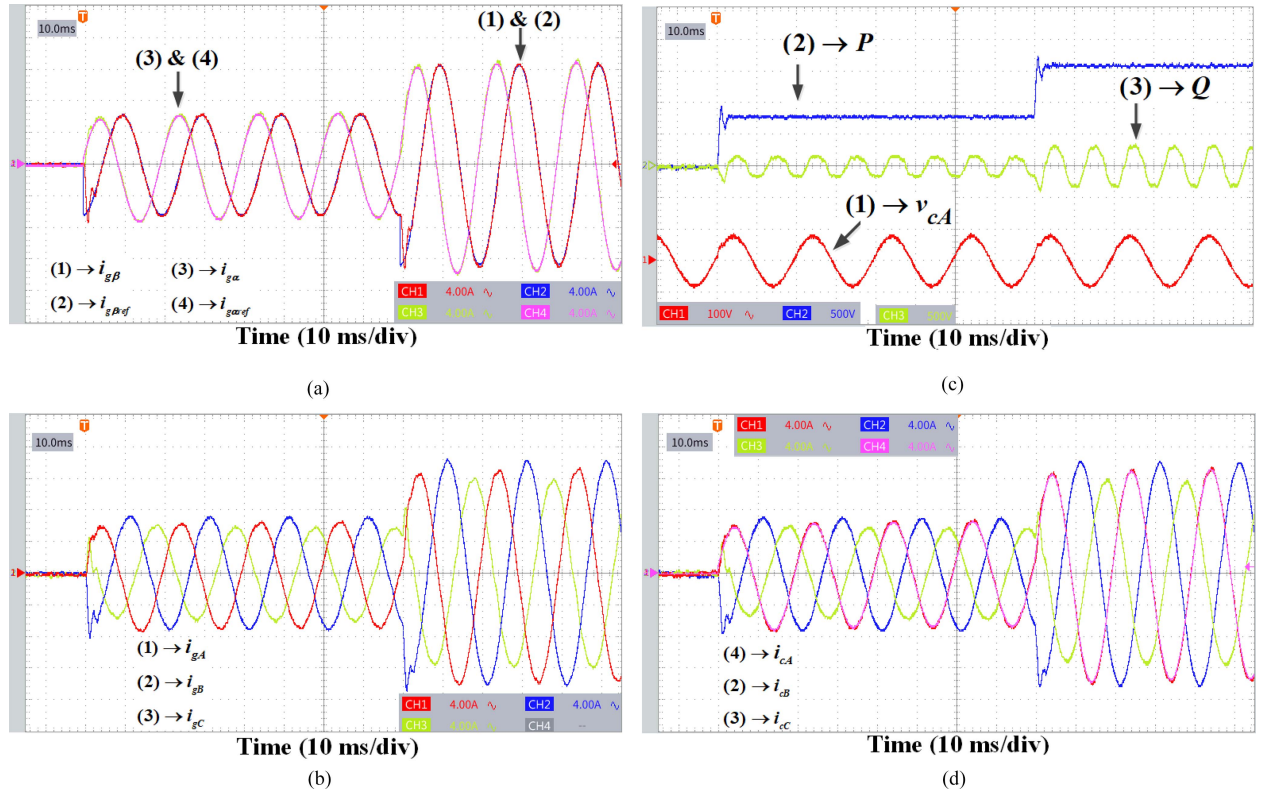 T
10.0ms
(3) & (4)
(1) & (2)
(1) → i_gβ
(3) → i_gα
(2) → i_gβref
(4) → i_gαref
CH1 4.00A ∿ CH2 4.00A ∿
CH3 4.00A ∿ CH4 4.00A ∿
Time (10 ms/div)
(a)
T
10.0ms
(2) → P
(3) → Q
(1) → v_cA
2
1
CH1 100V ∿ CH2 500V CH3 500V
Time (10 ms/div)
(c)
T
10.0ms
(1) → i_gA
(2) → i_gB
(3) → i_gC
CH1 4.00A ∿ CH2 4.00A ∿
CH3 4.00A ∿ CH4 --
Time (10 ms/div)
(b)
T
CH1 4.00A ∿ CH2 4.00A ∿
CH3 4.00A ∿ CH4 4.00A ∿
10.0ms
(4) → i_cA
(2) → i_cB
(3) → i_cC
Time (10 ms/div)
(d)